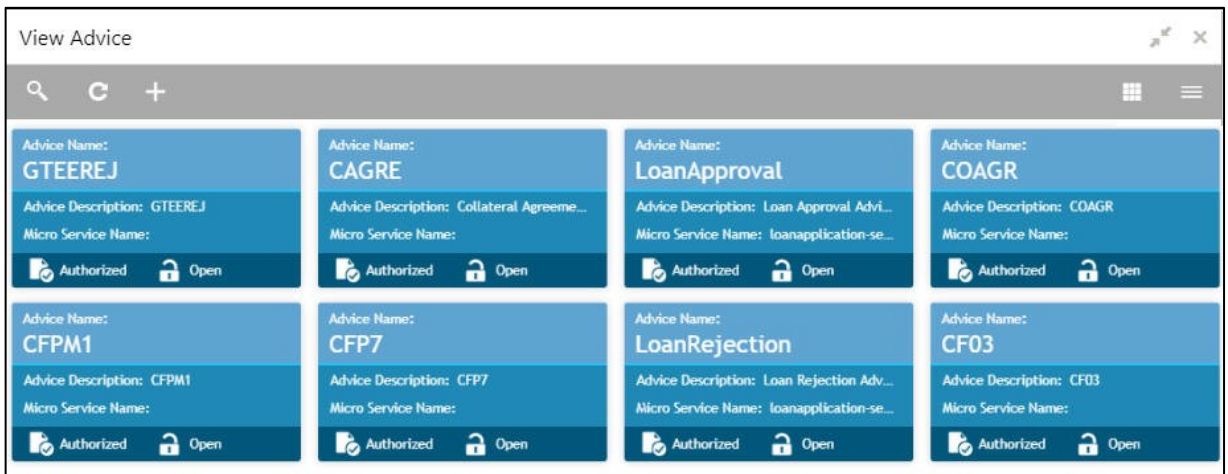 View Advice
Advice Name:
GTEEREJ
Advice Description: GTEEREJ
Micro Service Name:
Authorized Open
Advice Name:
CAGRE
Advice Description: Collateral Agreeme...
Micro Service Name:
Authorized Open
Advice Name:
LoanApproval
Advice Description: Loan Approval Advi...
Micro Service Name: loanapplication-se...
Authorized Open
Advice Name:
COAGR
Advice Description: COAGR
Micro Service Name:
Authorized Open
Advice Name:
CFPM1
Advice Description: CFPM1
Micro Service Name:
Authorized Open
Advice Name:
CFP7
Advice Description: CFP7
Micro Service Name:
Authorized Open
Advice Name:
LoanRejection
Advice Description: Loan Rejection Adv...
Micro Service Name: loanapplication-se...
Authorized Open
Advice Name:
CF03
Advice Description: CF03
Micro Service Name:
Authorized Open